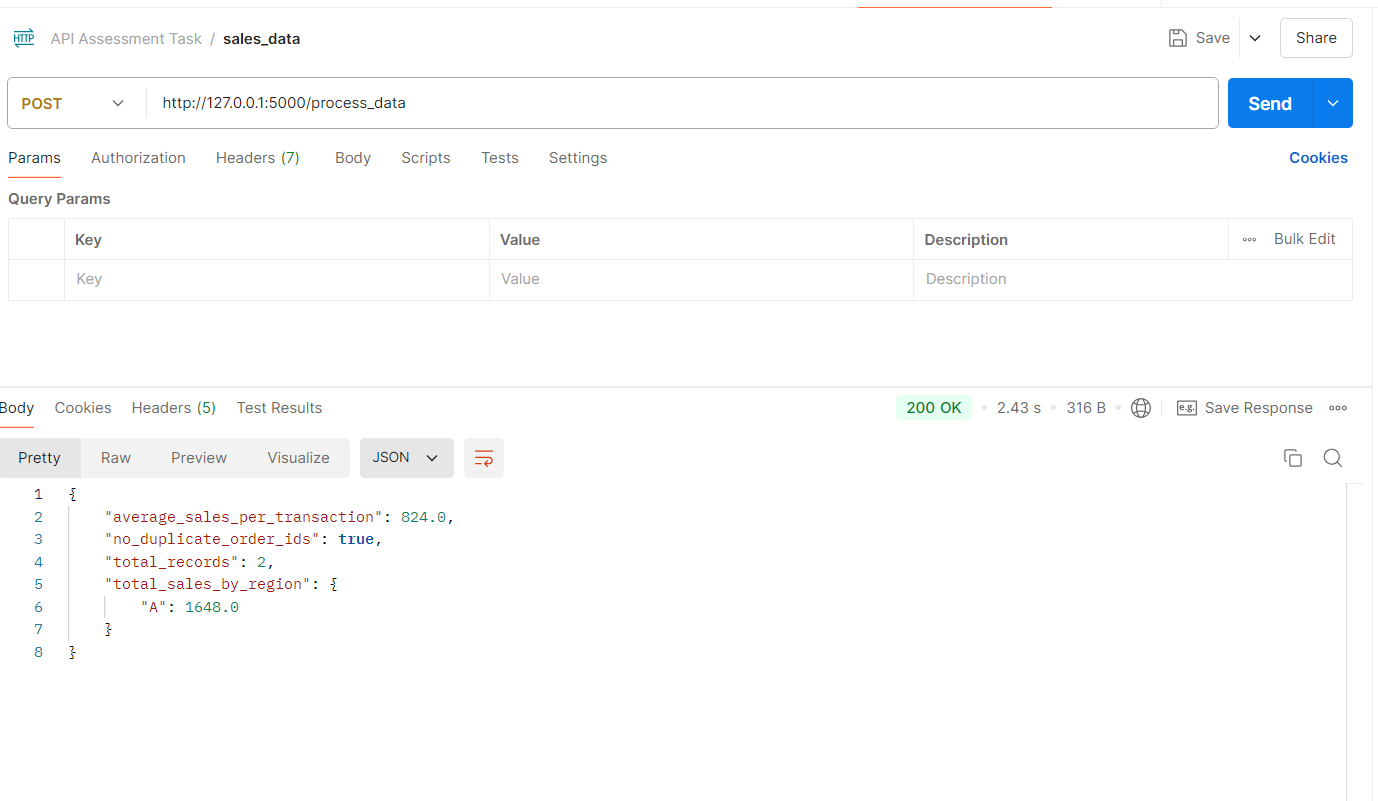 HTTP API Assessment Task / sales_data Save Share
POST http://127.0.0.1:5000/process_data Send
Params Authorization Headers (7) Body Scripts Tests Settings Cookies
Query Params
Key Value Description Bulk Edit
Key Value Description
Body Cookies Headers (5) Test Results 200 OK 2.43 s 316 B e.g. Save Response
Pretty Raw Preview Visualize JSON
1 {
2 "average_sales_per_transaction": 824.0,
3 "no_duplicate_order_ids": true,
4 "total_records": 2,
5 "total_sales_by_region": {
6 "A": 1648.0
7 }
8 }